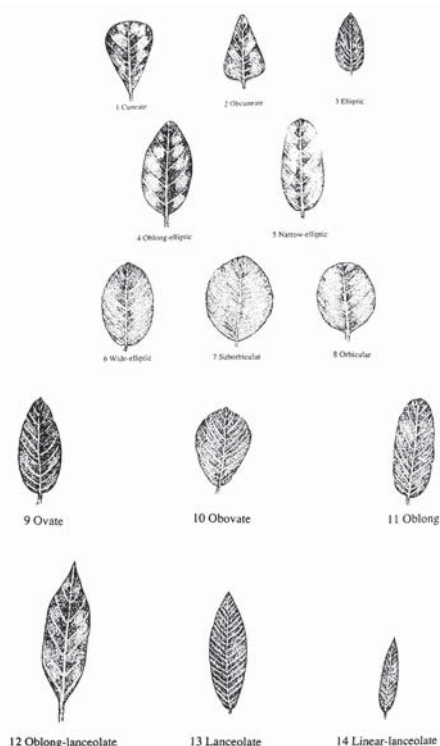 1 Cuneate
2 Obcuneate
3 Elliptic
4 Oblong-elliptic
5 Narrow-elliptic
6 Wide-elliptic
7 Suborbicular
8 Orbicular
9 Ovate
10 Obovate
11 Oblong
12 Oblong-lanceolate
13 Lanceolate
14 Linear-lanceolate